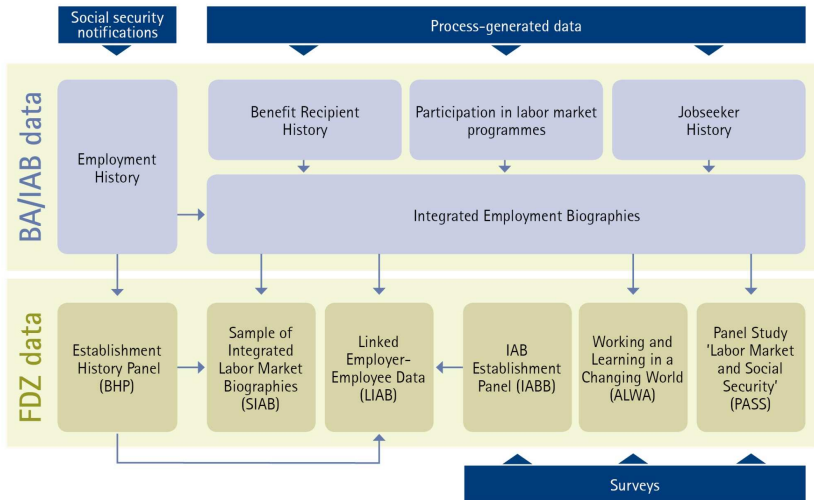 Social security
notifications
Process-generated data
BA/IAB data
Employment
History
Benefit Recipient
History
Participation in labor market
programmes
Jobseeker
History
Integrated Employment Biographies
FDZ data
Establishment
History Panel
(BHP)
Sample of
Integrated
Labor Market
Biographies
(SIAB)
Linked
Employer-
Employee Data
(LIAB)
IAB
Establishment
Panel (IABB)
Working and
Learning in a
Changing World
(ALWA)
Panel Study
‘Labor Market
and Social
Security’
(PASS)
Surveys